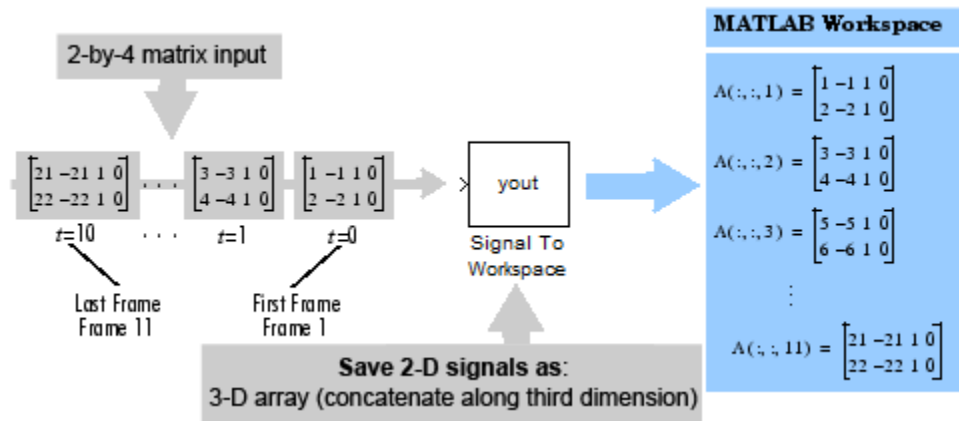 2-by-4 matrix input
[21 −21 1 0
22 −22 1 0]
. . .
[3 −3 1 0
4 −4 1 0]
[1 −1 1 0
2 −2 1 0]
t=10
. . .
t=1
t=0
Last Frame
Frame 11
First Frame
Frame 1
yout
Signal To
Workspace
Save 2-D signals as:
3-D array (concatenate along third dimension)
MATLAB Workspace
A(:,:,1) = [1 −1 1 0
2 −2 1 0]
A(:,:,2) = [3 −3 1 0
4 −4 1 0]
A(:,:,3) = [5 −5 1 0
6 −6 1 0]
⋮
A(:,:,11) = [21 −21 1 0
22 −22 1 0]